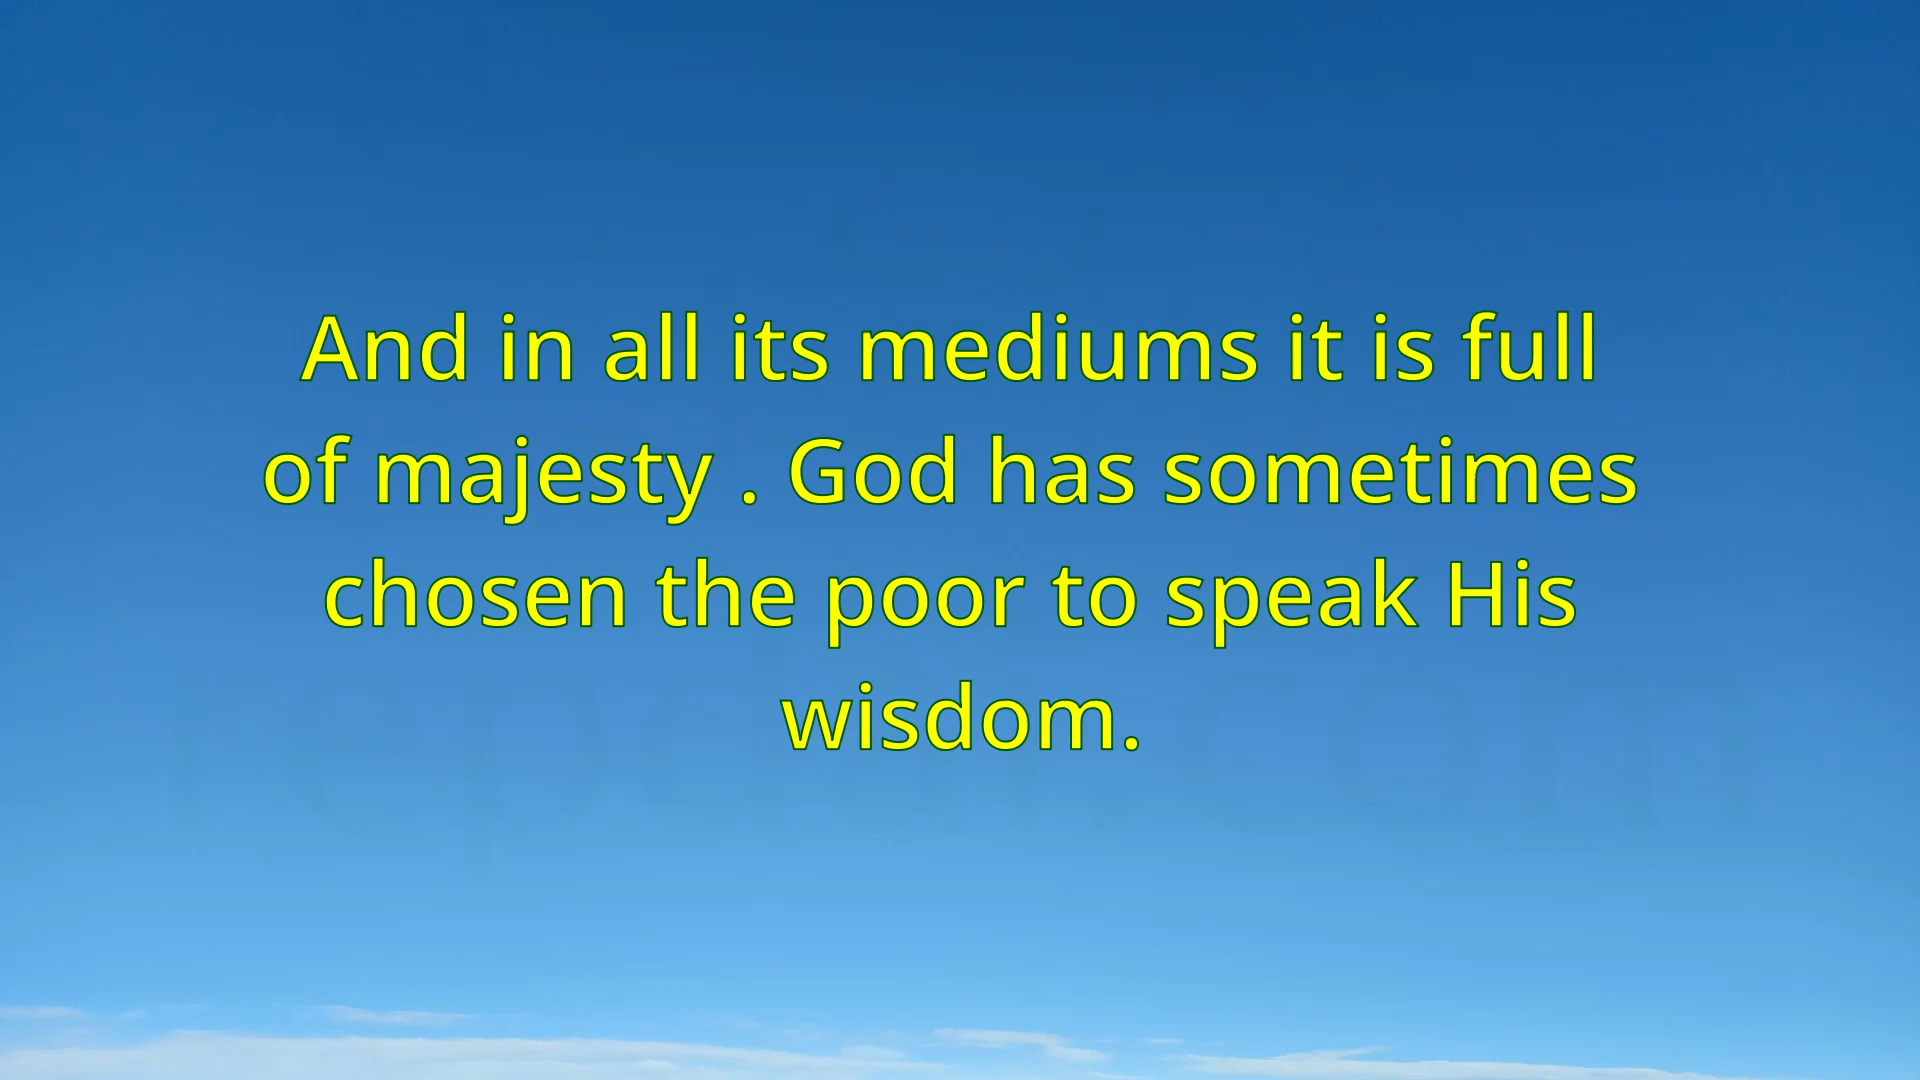 And in all its mediums it is full
of majesty . God has sometimes
chosen the poor to speak His
wisdom.